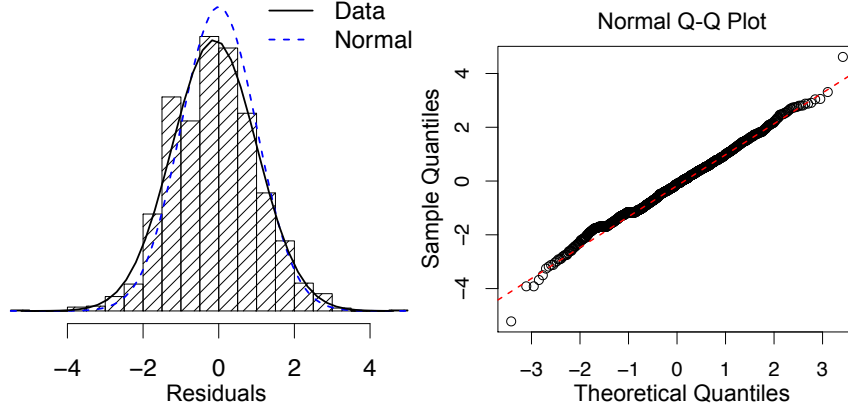 Data
Normal
−4
−2
0
2
4
Residuals
Normal Q-Q Plot
Sample Quantiles
4
2
0
−2
−4
−3
−2
−1
0
1
2
3
Theoretical Quantiles